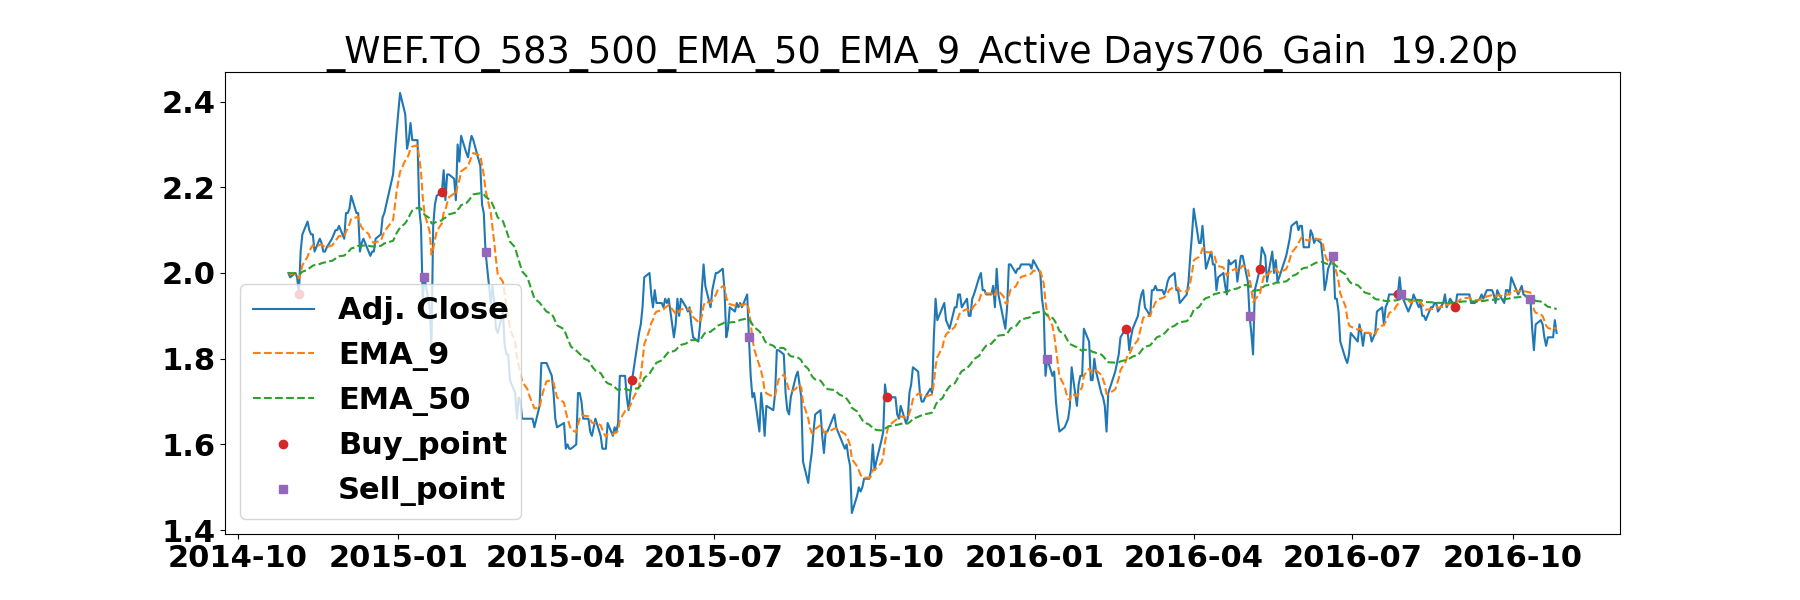 _WEF.TO_583_500_EMA_50_EMA_9_Active Days706_Gain  19.20p
2.4
2.2
2.0
1.8
1.6
1.4
Adj. Close
EMA_9
EMA_50
Buy_point
Sell_point
2014-10 2015-01 2015-04 2015-07 2015-10 2016-01 2016-04 2016-07 2016-10